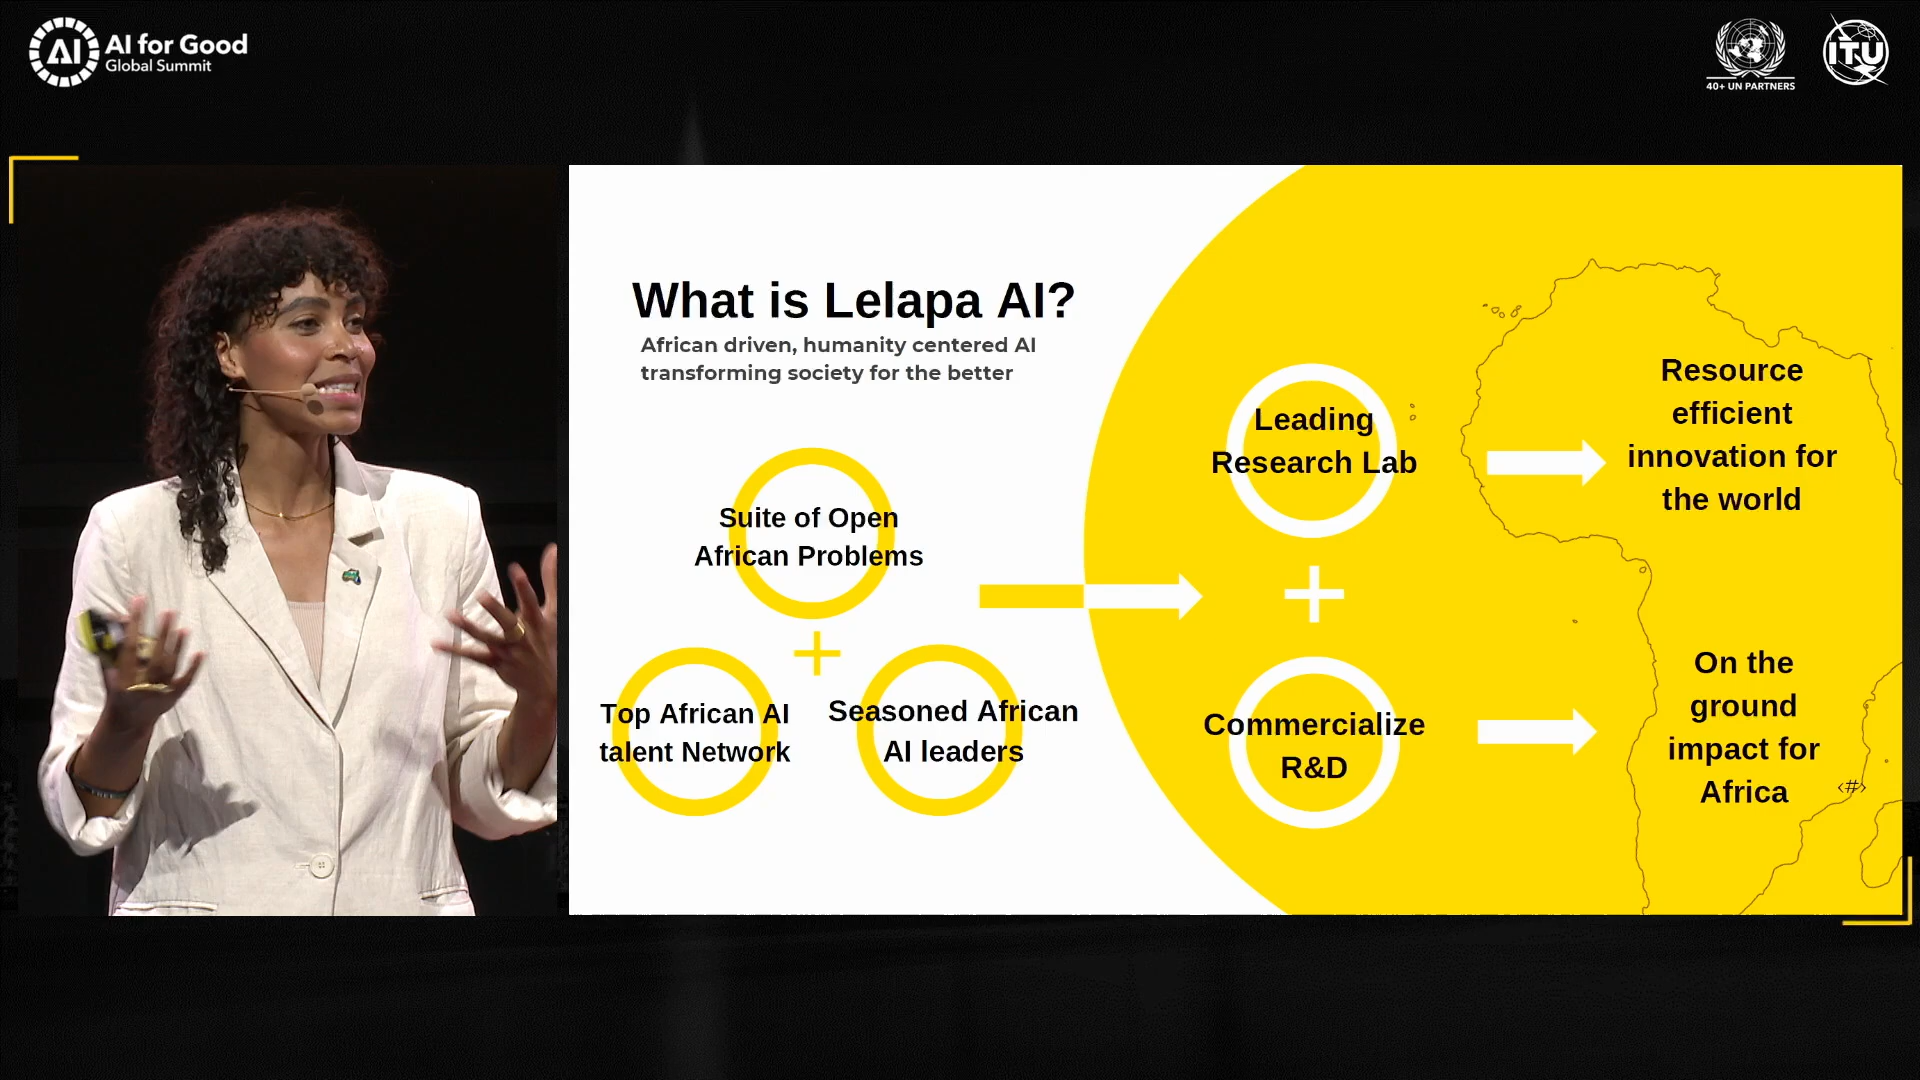 AI
AI for Good
Global Summit
40+ UN PARTNERS
ITU
What is Lelapa AI?
African driven, humanity centered AI
transforming society for the better
Suite of Open
African Problems
+
Top African AI
talent Network
Seasoned African
AI leaders
Leading
Research Lab
+
Commercialize
R&D
Resource
efficient
innovation for
the world
On the
ground
impact for
Africa
‹#›